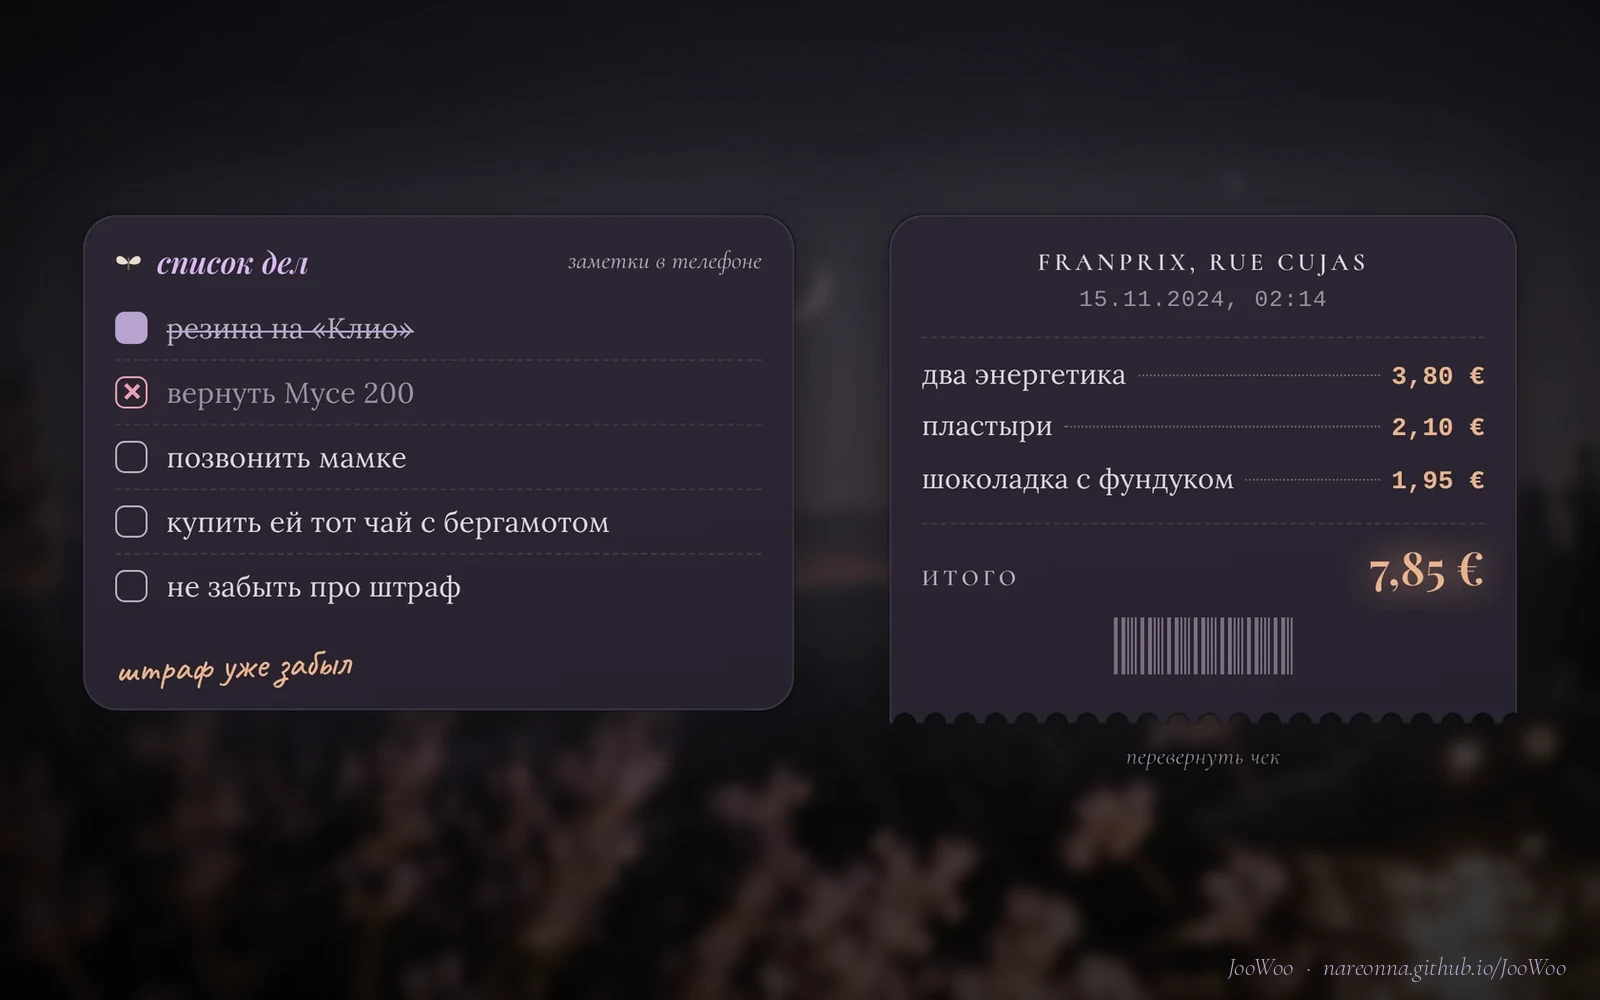 список дел
заметки в телефоне
резина на «Клио»
вернуть Мусе 200
позвонить мамке
купить ей тот чай с бергамотом
не забыть про штраф
штраф уже забыл
FRANPRIX, RUE CUJAS
15.11.2024, 02:14
два энергетика 3,80 €
пластыри 2,10 €
шоколадка с фундуком 1,95 €
ИТОГО 7,85 €
перевернуть чек
JooWoo · nareonna.github.io/JooWoo